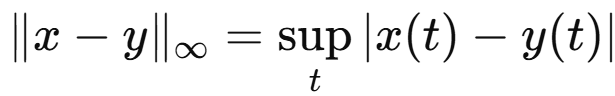 ‖x − y‖∞ = sup |x(t) − y(t)|
t